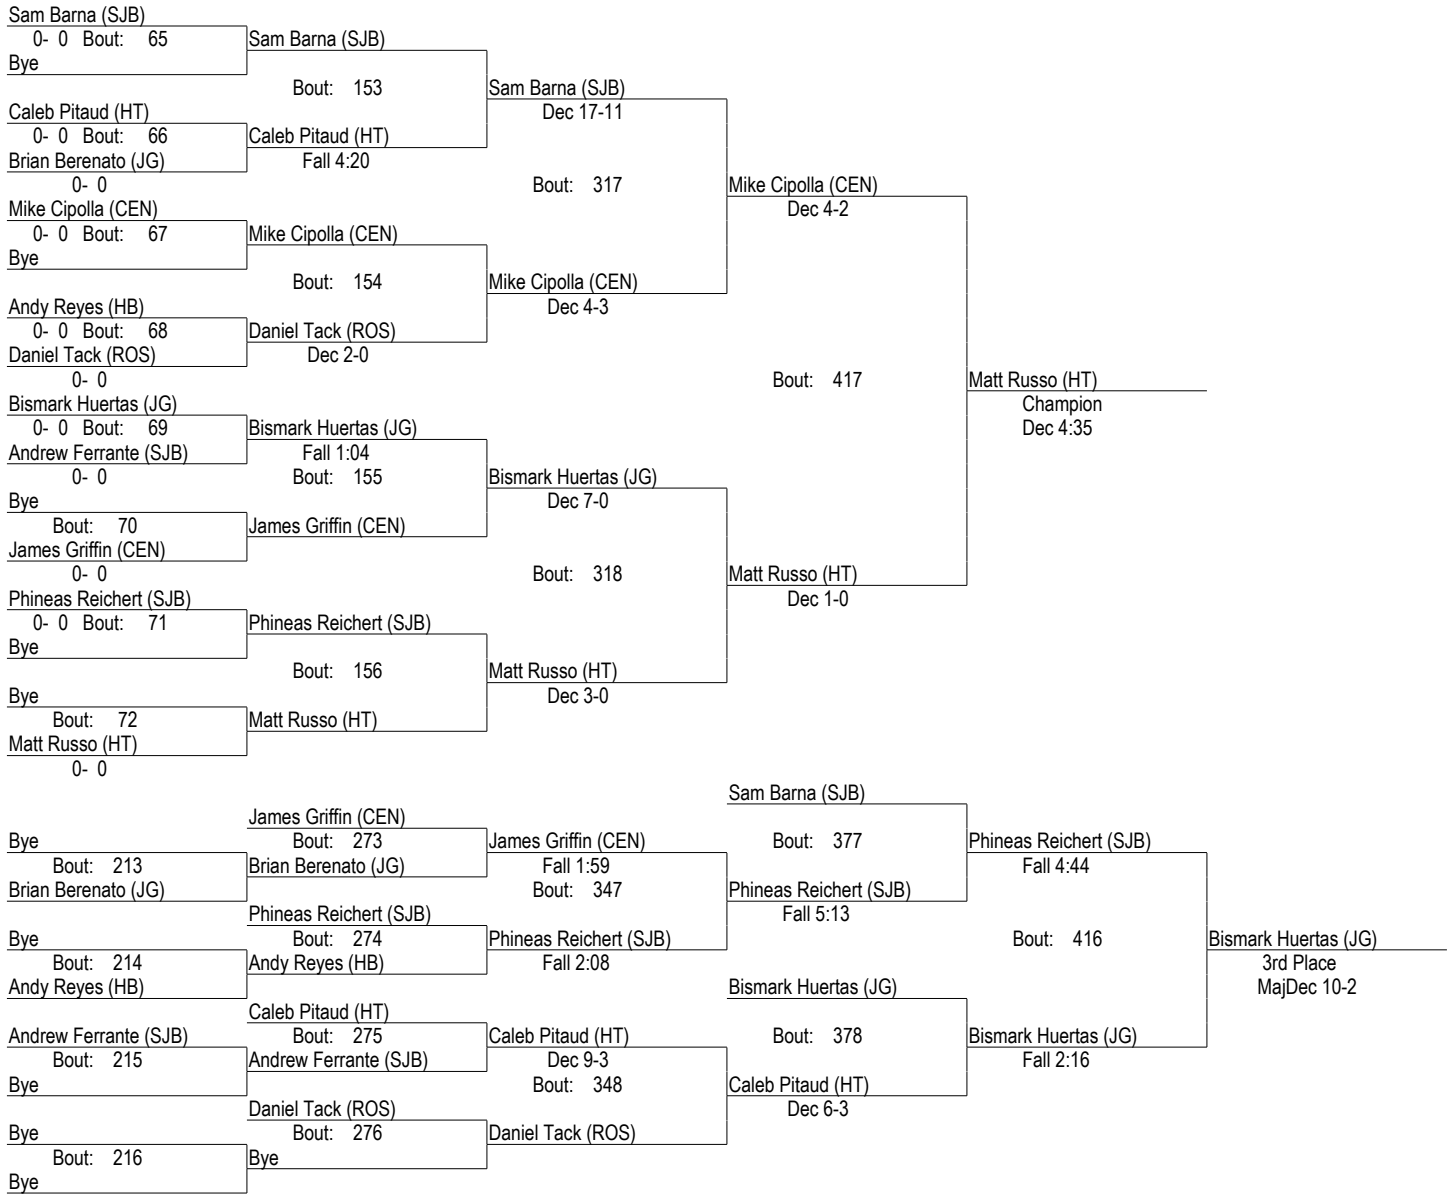 Sam Barna (SJB)
0- 0 Bout: 65 Sam Barna (SJB)
Bye
Bout: 153 Sam Barna (SJB)
Caleb Pitaud (HT) Dec 17-11
0- 0 Bout: 66 Caleb Pitaud (HT)
Brian Berenato (JG) Fall 4:20
0- 0 Bout: 317 Mike Cipolla (CEN)
Mike Cipolla (CEN) Dec 4-2
0- 0 Bout: 67 Mike Cipolla (CEN)
Bye
Bout: 154 Mike Cipolla (CEN)
Andy Reyes (HB) Dec 4-3
0- 0 Bout: 68 Daniel Tack (ROS)
Daniel Tack (ROS) Dec 2-0
0- 0 Bout: 417 Matt Russo (HT)
Bismark Huertas (JG) Champion
0- 0 Bout: 69 Bismark Huertas (JG) Dec 4:35
Andrew Ferrante (SJB) Fall 1:04
0- 0 Bout: 155 Bismark Huertas (JG)
Bye Dec 7-0
Bout: 70 James Griffin (CEN)
James Griffin (CEN)
0- 0 Bout: 318 Matt Russo (HT)
Phineas Reichert (SJB) Dec 1-0
0- 0 Bout: 71 Phineas Reichert (SJB)
Bye
Bout: 156 Matt Russo (HT)
Bye Dec 3-0
Bout: 72 Matt Russo (HT)
Matt Russo (HT)
0- 0
Sam Barna (SJB)
James Griffin (CEN)
Bye Bout: 273 James Griffin (CEN) Bout: 377 Phineas Reichert (SJB)
Bout: 213 Brian Berenato (JG) Fall 1:59 Fall 4:44
Brian Berenato (JG) Bout: 347 Phineas Reichert (SJB)
Phineas Reichert (SJB) Fall 5:13
Bye Bout: 274 Phineas Reichert (SJB) Bout: 416 Bismark Huertas (JG)
Bout: 214 Andy Reyes (HB) Fall 2:08 3rd Place
Andy Reyes (HB) Bismark Huertas (JG) MajDec 10-2
Caleb Pitaud (HT)
Andrew Ferrante (SJB) Bout: 275 Caleb Pitaud (HT) Bout: 378 Bismark Huertas (JG)
Bout: 215 Andrew Ferrante (SJB) Dec 9-3 Fall 2:16
Bye Bout: 348 Caleb Pitaud (HT)
Daniel Tack (ROS) Dec 6-3
Bye Bout: 276 Daniel Tack (ROS)
Bout: 216 Bye
Bye